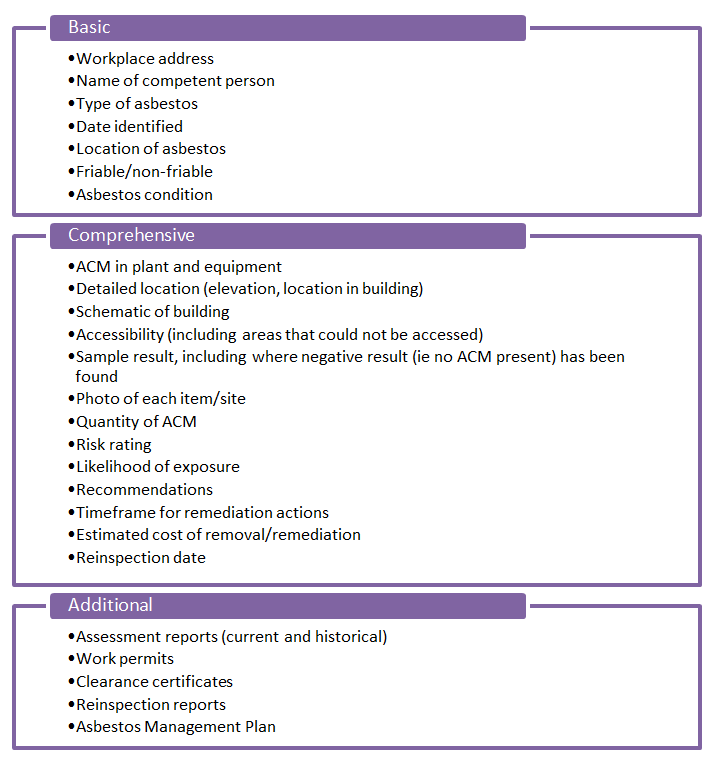 Basic
•Workplace address
•Name of competent person
•Type of asbestos
•Date identified
•Location of asbestos
•Friable/non-friable
•Asbestos condition
Comprehensive
•ACM in plant and equipment
•Detailed location (elevation, location in building)
•Schematic of building
•Accessibility (including areas that could not be accessed)
•Sample result, including where negative result (ie no ACM present) has been
found
•Photo of each item/site
•Quantity of ACM
•Risk rating
•Likelihood of exposure
•Recommendations
•Timeframe for remediation actions
•Estimated cost of removal/remediation
•Reinspection date
Additional
•Assessment reports (current and historical)
•Work permits
•Clearance certificates
•Reinspection reports
•Asbestos Management Plan